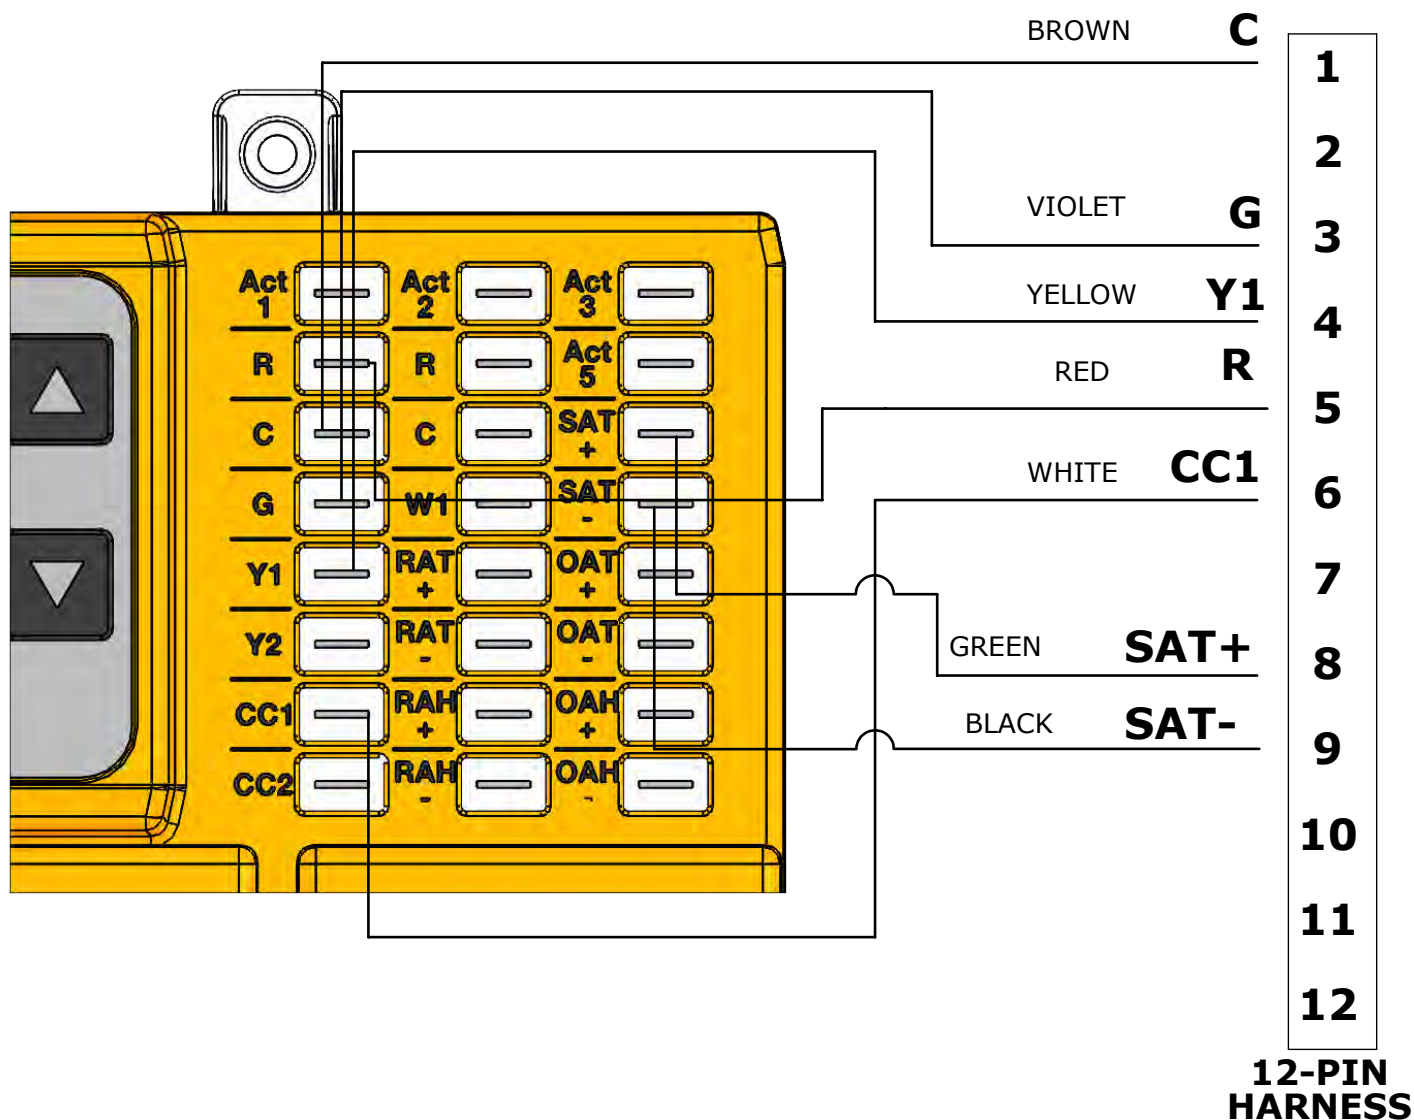 BROWN C
1
2
VIOLET G
3
YELLOW Y1
4
RED R
5
WHITE CC1
6
7
GREEN SAT+
8
BLACK SAT-
9
10
11
12
12-PIN
HARNESS
Act
1
Act
2
Act
3
R
R
Act
5
C
C
SAT
+
G
W1
SAT
-
Y1
RAT
+
OAT
+
Y2
RAT
-
OAT
-
CC1
RAH
+
OAH
+
CC2
RAH
-
OAH
-